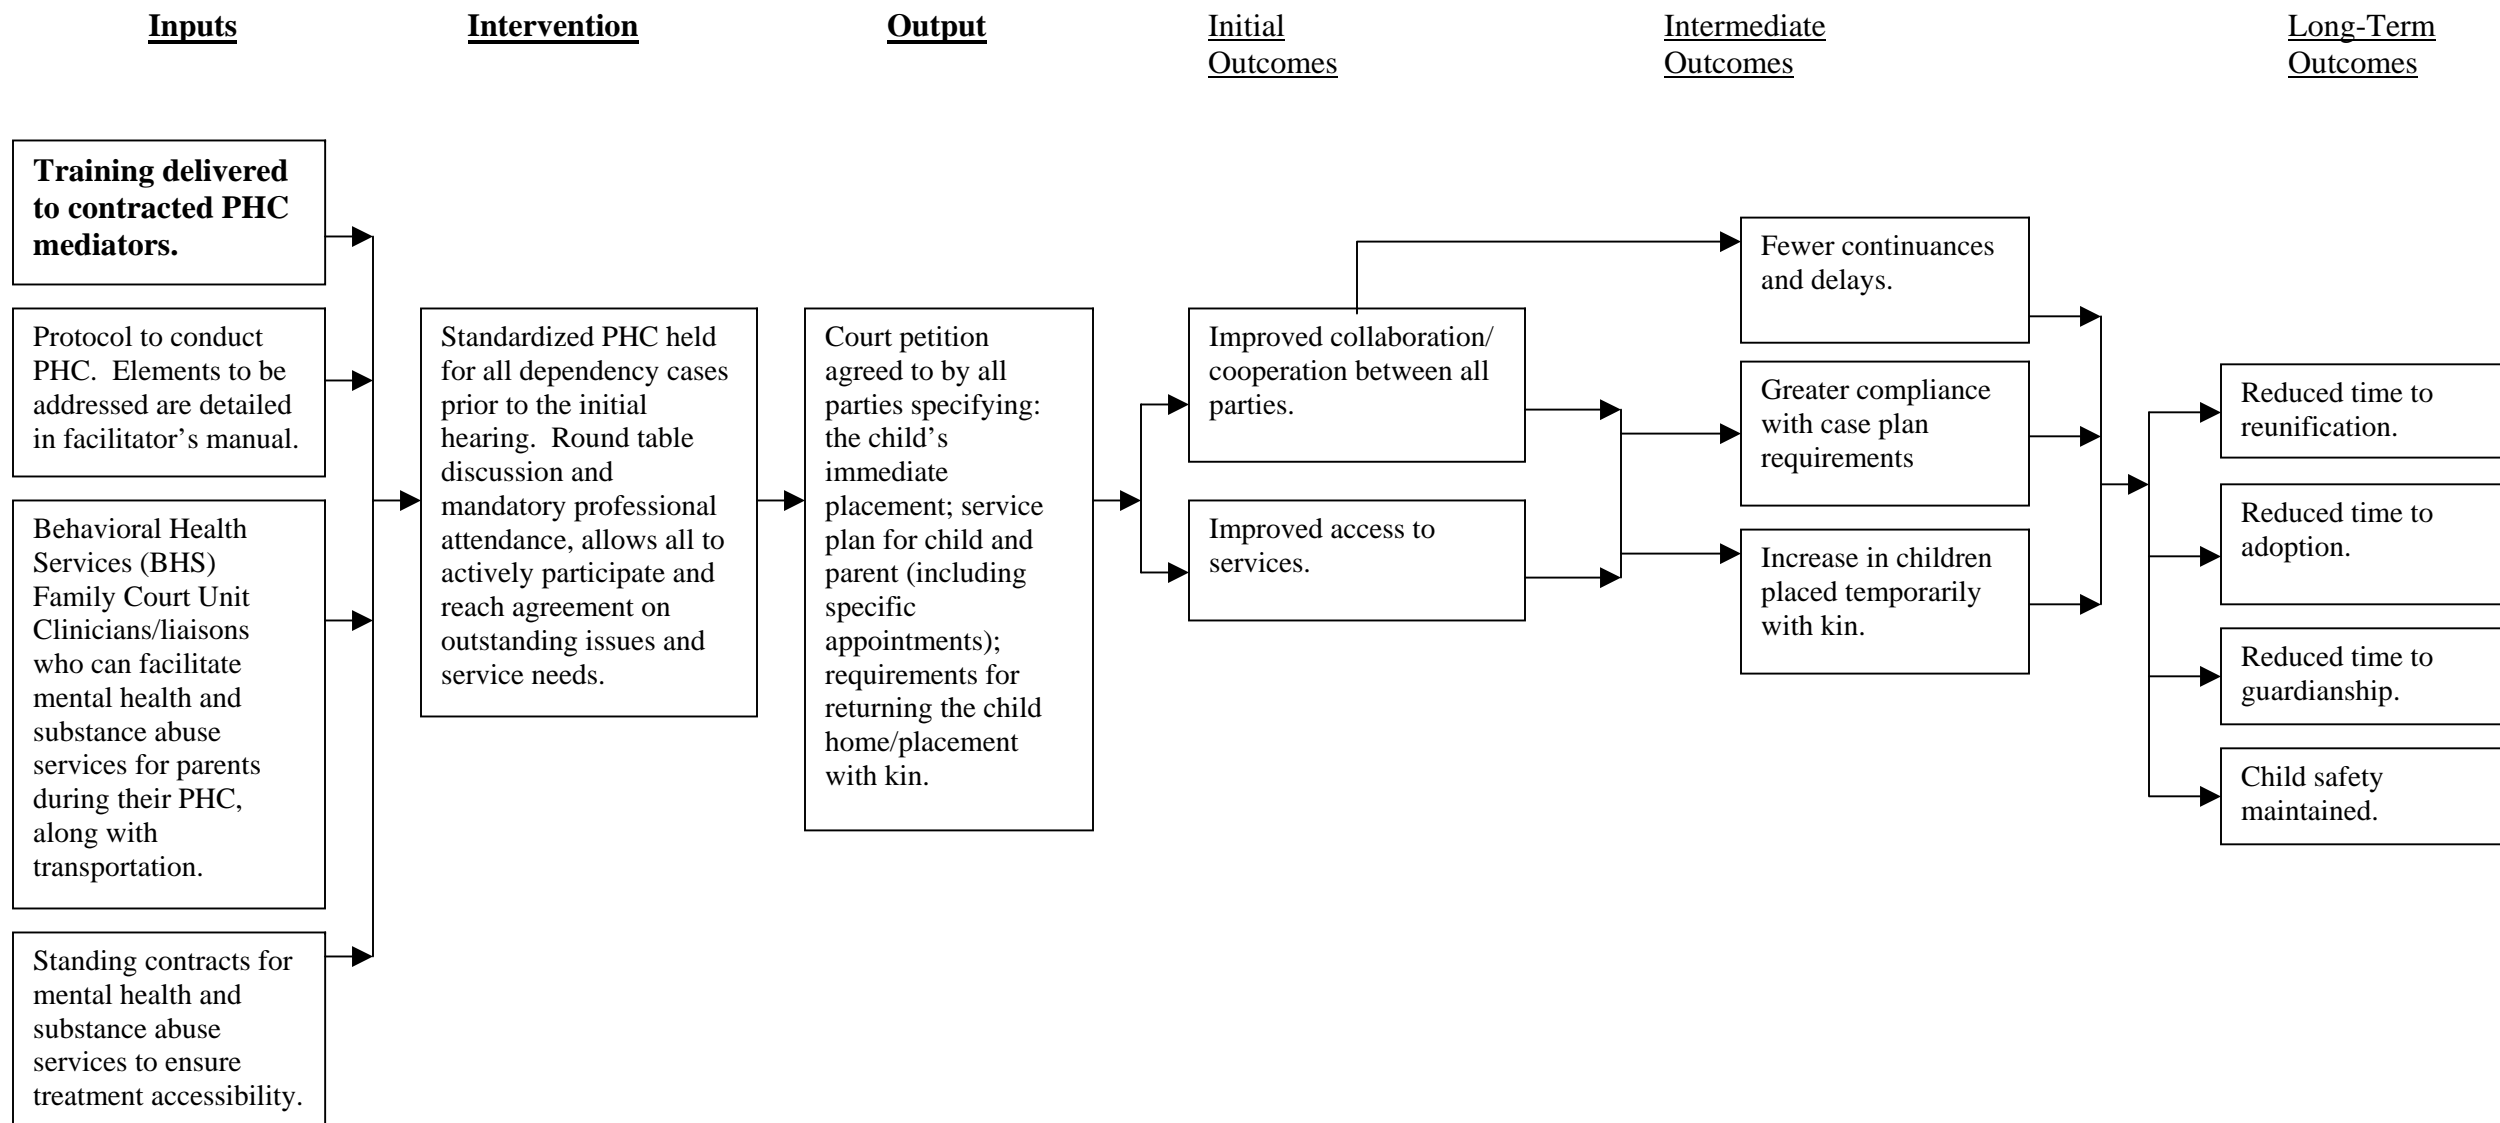 Inputs
Intervention
Output
Initial
Outcomes
Intermediate
Outcomes
Long-Term
Outcomes
Training delivered
to contracted PHC
mediators.
Protocol to conduct
PHC.  Elements to be
addressed are detailed
in facilitator’s manual.
Behavioral Health
Services (BHS)
Family Court Unit
Clinicians/liaisons
who can facilitate
mental health and
substance abuse
services for parents
during their PHC,
along with
transportation.
Standing contracts for
mental health and
substance abuse
services to ensure
treatment accessibility.
Standardized PHC held
for all dependency cases
prior to the initial
hearing.  Round table
discussion and
mandatory professional
attendance, allows all to
actively participate and
reach agreement on
outstanding issues and
service needs.
Court petition
agreed to by all
parties specifying:
the child’s
immediate
placement; service
plan for child and
parent (including
specific
appointments);
requirements for
returning the child
home/placement
with kin.
Improved collaboration/
cooperation between all
parties.
Improved access to
services.
Fewer continuances
and delays.
Greater compliance
with case plan
requirements
Increase in children
placed temporarily
with kin.
Reduced time to
reunification.
Reduced time to
adoption.
Reduced time to
guardianship.
Child safety
maintained.